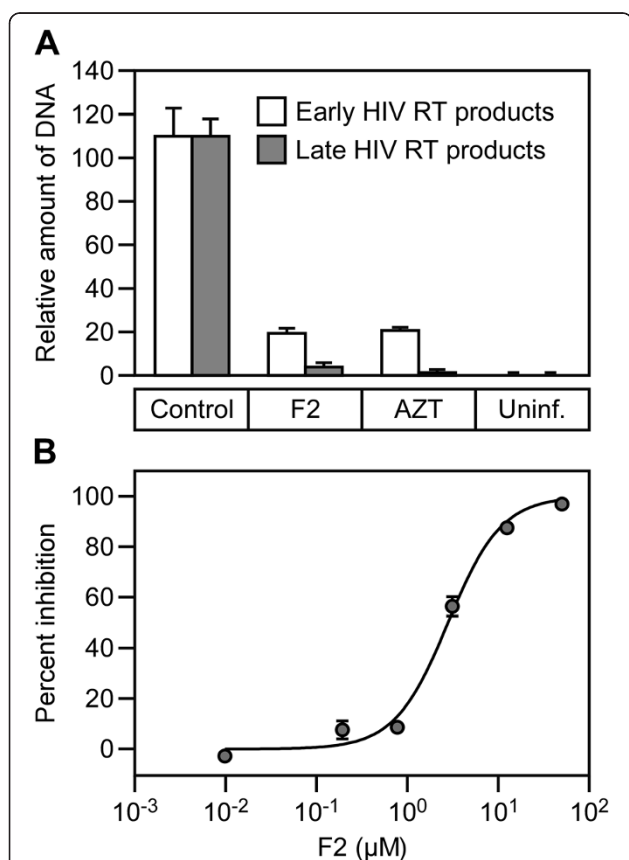 A
140
120
100
80
60
40
20
0
Relative amount of DNA
Early HIV RT products
Late HIV RT products
Control
F2
AZT
Uninf.
B
100
80
60
40
20
0
Percent inhibition
10⁻³ 10⁻² 10⁻¹ 10⁰ 10¹ 10²
F2 (μM)